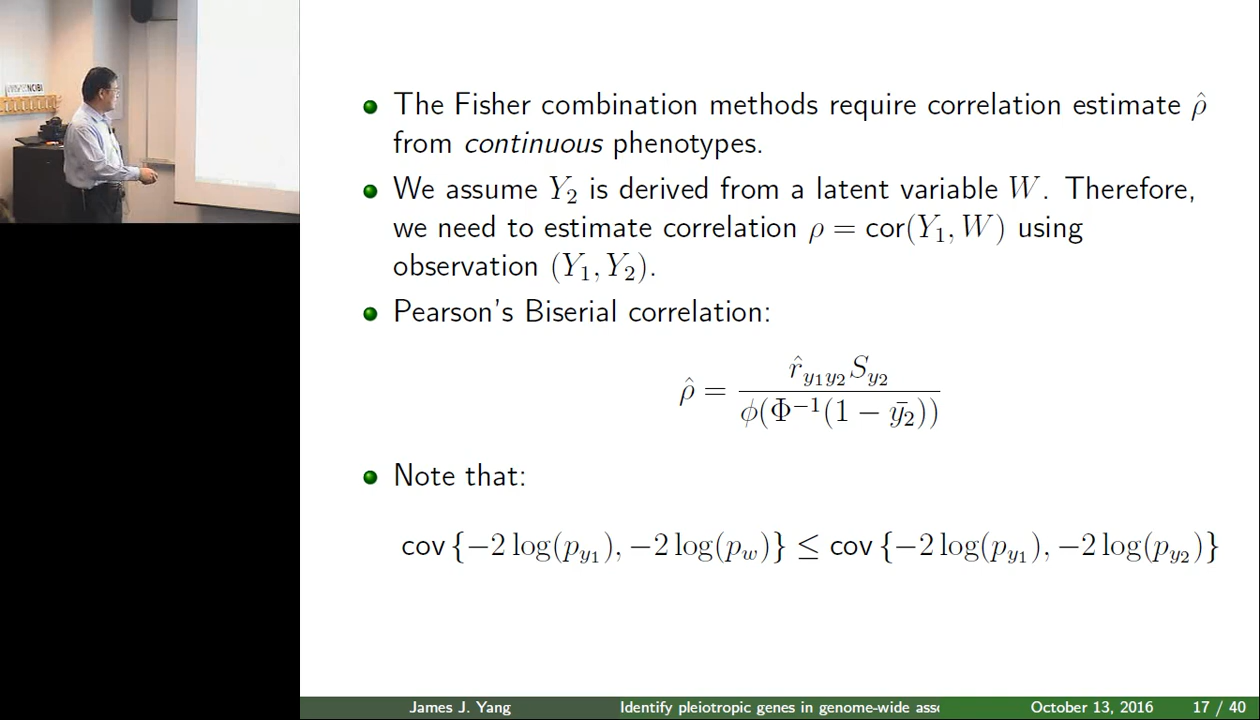 NCIBI
The Fisher combination methods require correlation estimate ρ̂
from continuous phenotypes.
We assume Y₂ is derived from a latent variable W. Therefore,
we need to estimate correlation ρ = cor(Y₁, W) using
observation (Y₁, Y₂).
Pearson's Biserial correlation:
ρ̂ = r̂_{y₁y₂} S_{y₂} / φ(Φ⁻¹(1 − ȳ₂))
Note that:
cov {−2 log(p_{y₁}), −2 log(p_w)} ≤ cov {−2 log(p_{y₁}), −2 log(p_{y₂})}
James J. Yang Identify pleiotropic genes in genome-wide asso October 13, 2016 17 / 40